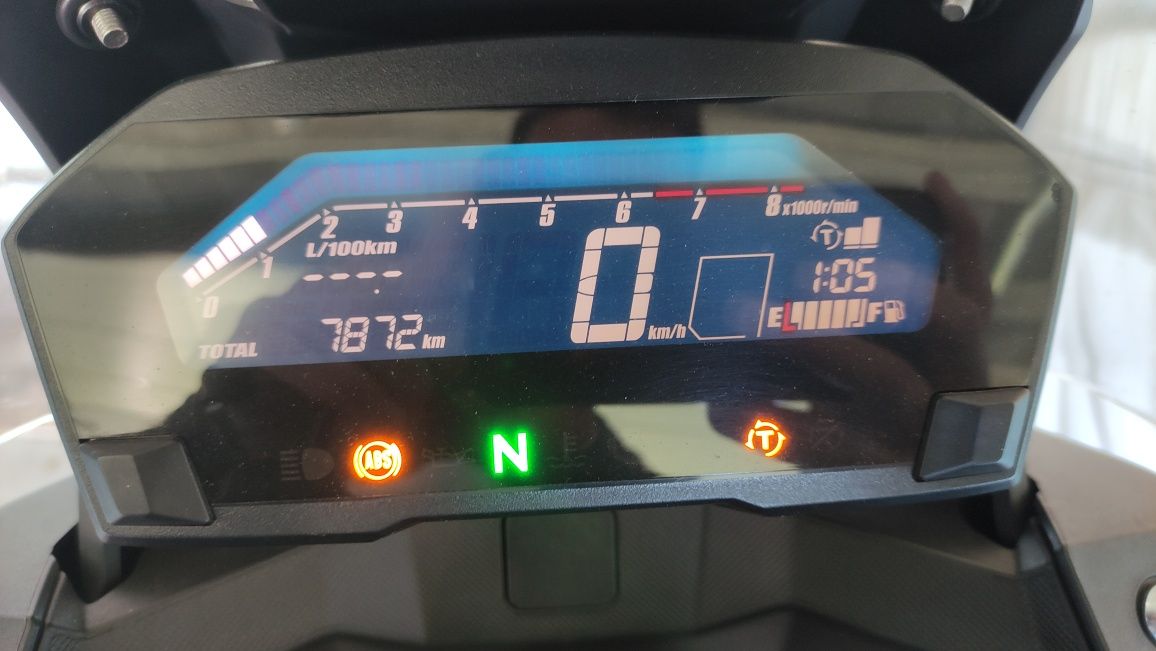 0 1 2 3 4 5 6 7 8 x1000r/min
L/100km
----
T
0 km/h
1:05
TOTAL 7872 km
E F
ABS N T